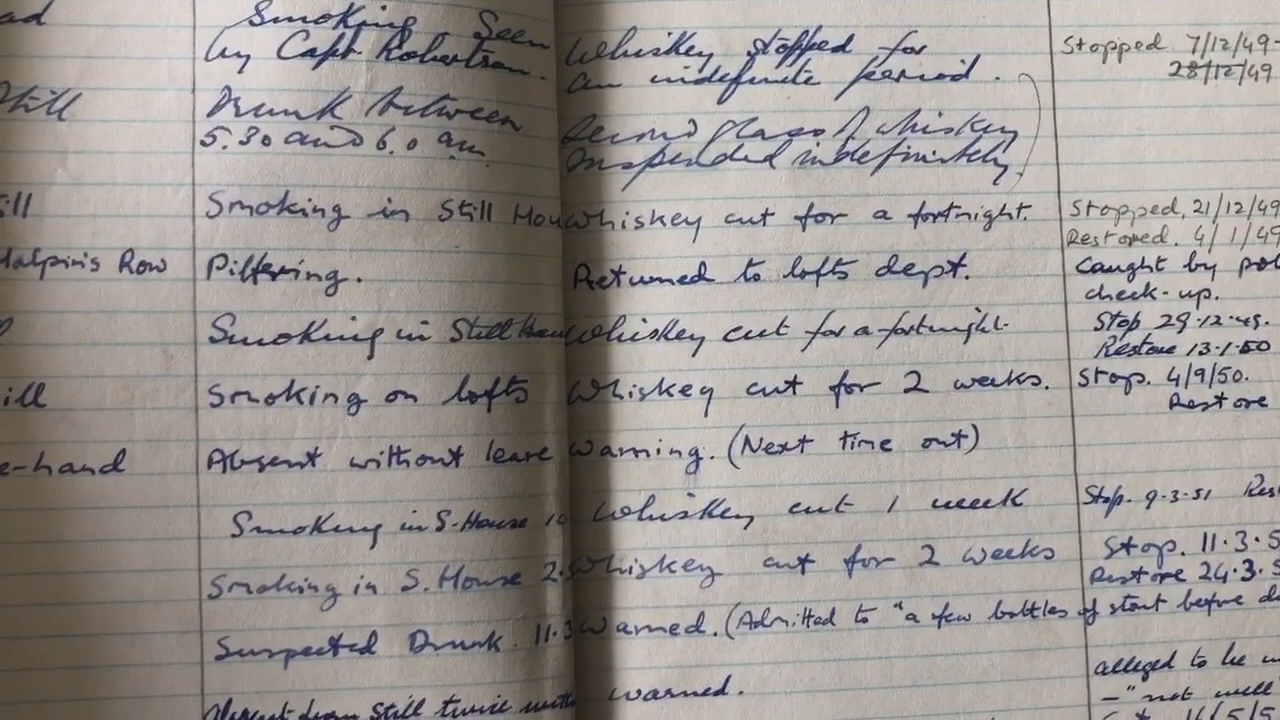 Smoking Seen
by Capt Robertson. Whiskey stopped for
an indefinite period. Stopped. 7/12/49-
28/12/49
Still Drunk between
5.30 and 6.0 am. Second glass of whiskey
suspended indefinitely.
Smoking in Still Hou Whiskey cut for a fortnight. Stopped. 21/12/49
Restored. 4/1/49
Halpin's Row Pilfering. Returned to lofts dept. Caught by
check-up.
Smoking in Still Whiskey cut for a fortnight. Stop 29.12.49.
Restore 13.1.50
Smoking on lofts Whiskey cut for 2 weeks. Stop. 4/9/50.
Restore
e-hand Absent without leave Warning. (Next time out)
Smoking in S. House Whiskey cut 1 week Stop. 9.3.51
Smoking in S. House Whiskey cut for 2 weeks Stop. 11.3.5
Restore 24.3.5
Suspected Drunk. 11.3 Warned. (Admitted to "a few bottles of stout before
alleged to be
Absent from Still twice warned.
"not well"